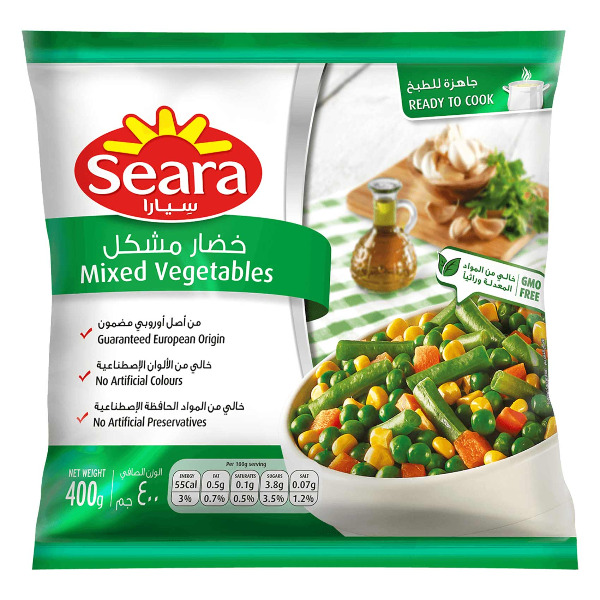 جاهزة للطبخ
READY TO COOK
Seara
سيارا
خضار مشكل
Mixed Vegetables
خالي من المواد
المعدلة وراثياً
GMO
FREE
من أصل أوروبي مضمون
Guaranteed European Origin
خالي من الألوان الإصطناعية
No Artificial Colours
خالي من المواد الحافظة الإصطناعية
No Artificial Preservatives
NET WEIGHT الوزن الصافي
400g ٤٠٠ جم
Per 100g serving
ENERGY FAT SATURATES SUGARS SALT
55Cal 0.5g 0.1g 3.8g 0.07g
3% 0.7% 0.5% 3.5% 1.2%